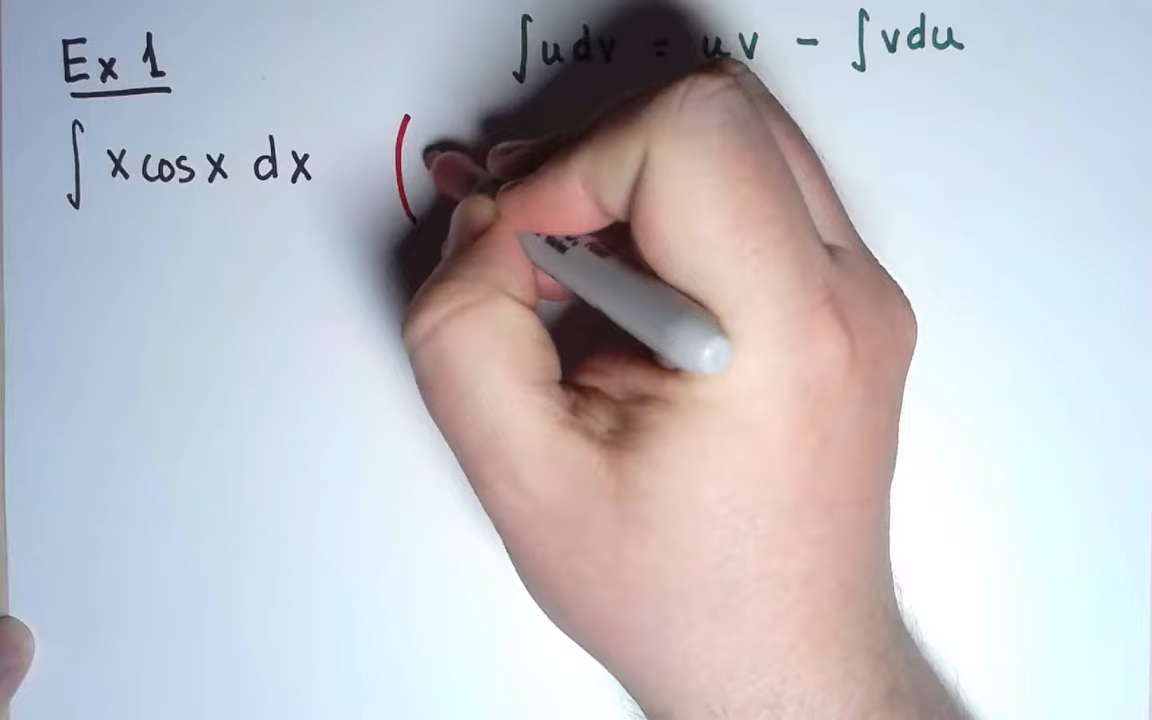 Ex 1
∫udv = uv - ∫vdu
∫ x cos x dx (